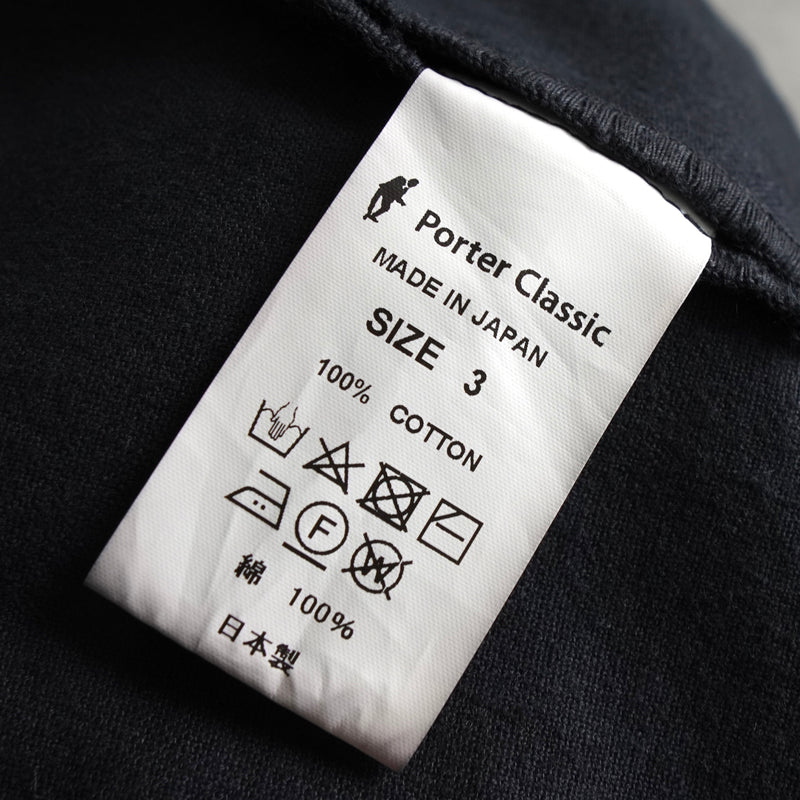 Porter Classic
MADE IN JAPAN
SIZE 3
100% COTTON
F
W
綿 100%
日本製